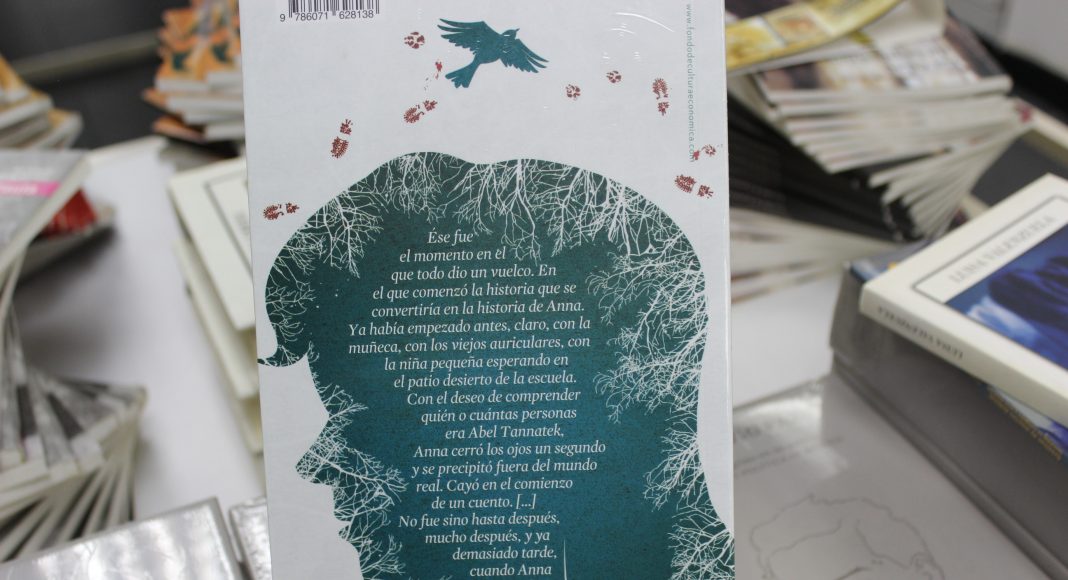 9 786071 628138
www.fondodeculturaeconomica.com
Ése fue
el momento en el
que todo dio un vuelco. En
el que comenzó la historia que se
convertiría en la historia de Anna.
Ya había empezado antes, claro, con la
muñeca, con los viejos auriculares, con
la niña pequeña esperando en
el patio desierto de la escuela.
Con el deseo de comprender
quién o cuántas personas
era Abel Tannatek,
Anna cerró los ojos un segundo
y se precipitó fuera del mundo
real. Cayó en el comienzo
de un cuento. [...]
No fue sino hasta después,
mucho después, y ya
demasiado tarde,
cuando Anna